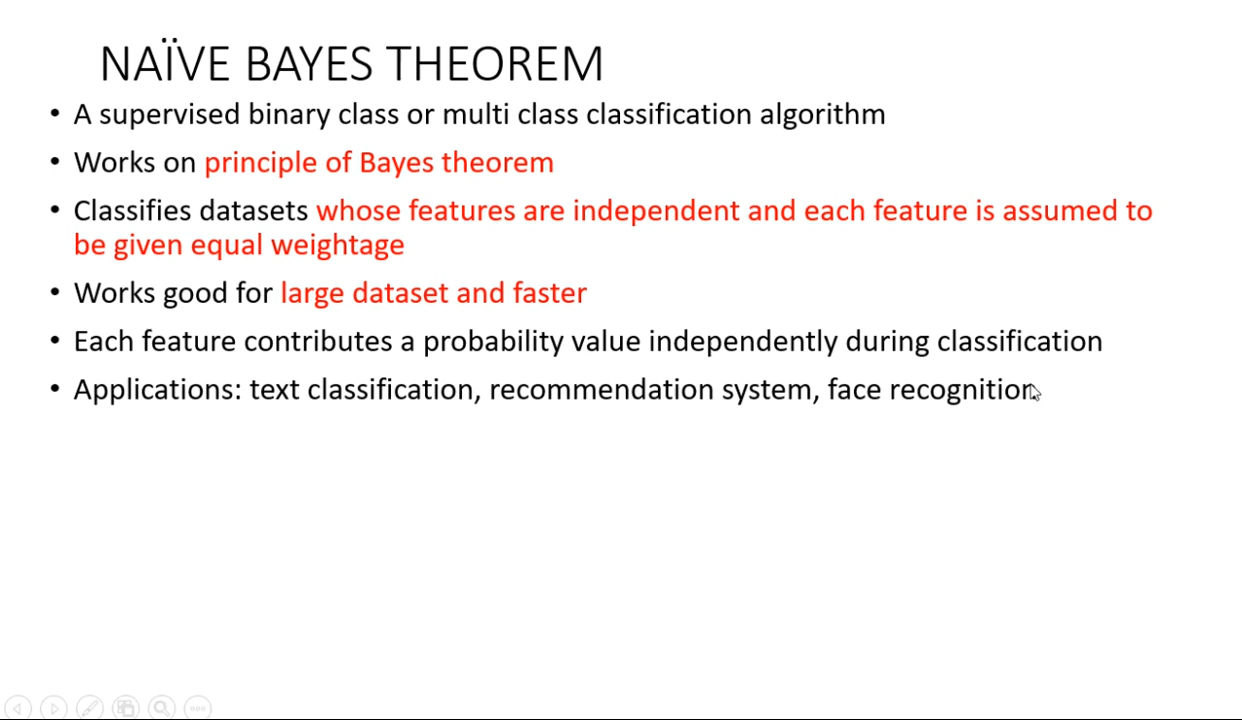 NAÏVE BAYES THEOREM
• A supervised binary class or multi class classification algorithm
• Works on principle of Bayes theorem
• Classifies datasets whose features are independent and each feature is assumed to
be given equal weightage
• Works good for large dataset and faster
• Each feature contributes a probability value independently during classification
• Applications: text classification, recommendation system, face recognition